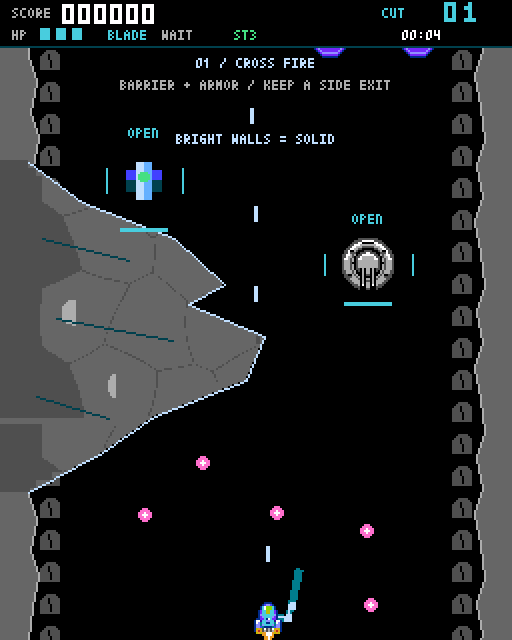 SCORE 000000 CUT 01
HP BLADE WAIT ST3 00:04
01 / CROSS FIRE
BARRIER + ARMOR / KEEP A SIDE EXIT
OPEN
BRIGHT WALLS = SOLID
OPEN